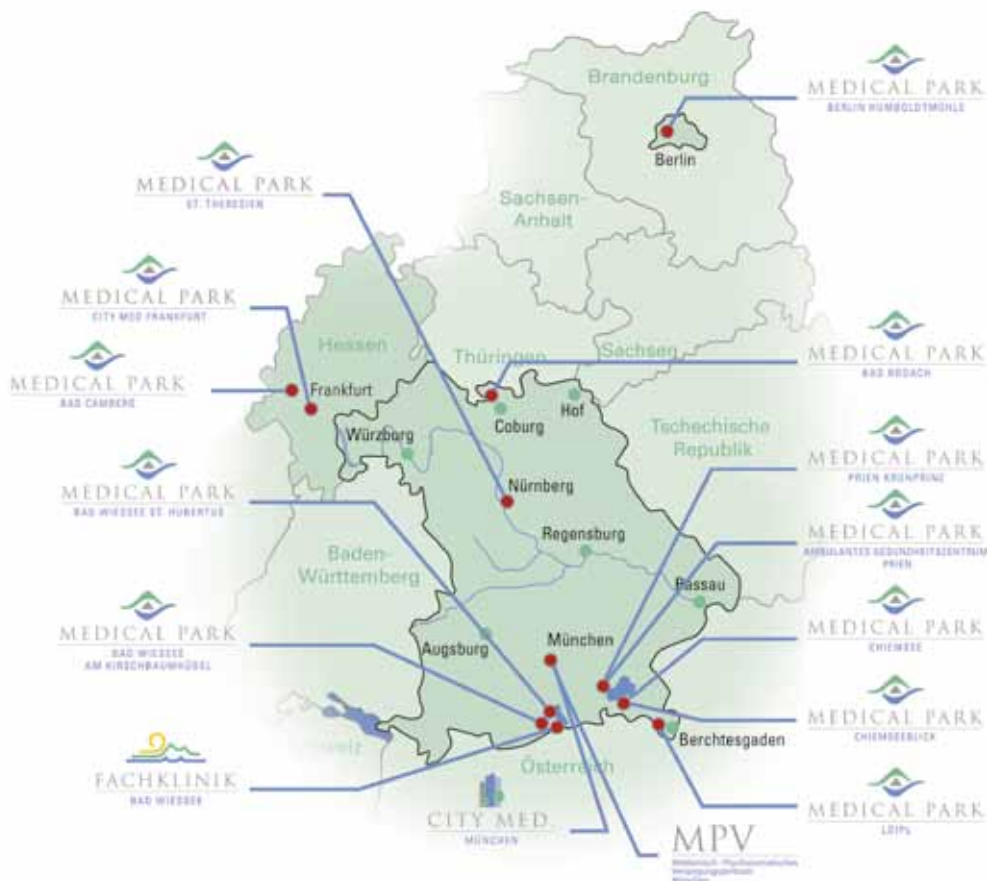 Brandenburg
MEDICAL PARK
BERLIN HUMBOLDTMÜHLE
Berlin
MEDICAL PARK
ST. THERESIEN
Sachsen-
Anhalt
MEDICAL PARK
CITY MED FRANKFURT
Hessen
Thüringen
Sachsen
MEDICAL PARK
BAD RODACH
MEDICAL PARK
BAD CAMBERG
Frankfurt
Coburg
Hof
Würzburg
Tschechische
Republik
MEDICAL PARK
PRIEN KRONPRINZ
MEDICAL PARK
BAD WIESSEE ST. HUBERTUS
Nürnberg
Regensburg
MEDICAL PARK
AMBULANTES GESUNDHEITSZENTRUM
PRIEN
Baden-
Württemberg
Passau
MEDICAL PARK
BAD WIESSEE
AM KIRSCHBAUMHÜGEL
Augsburg
München
MEDICAL PARK
CHIEMSEE
MEDICAL PARK
CHIEMSEEBLICK
Berchtesgaden
FACHKLINIK
BAD WIESSEE
Österreich
CITY MED.
MÜNCHEN
MEDICAL PARK
LOIPL
MPV